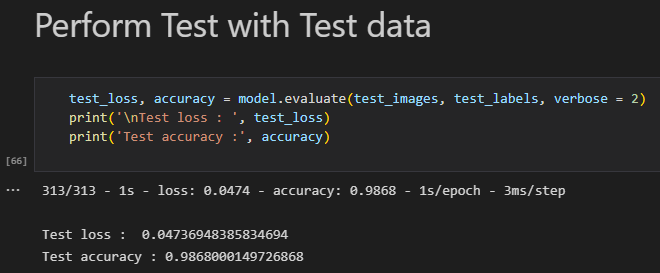 Perform Test with Test data
test_loss, accuracy = model.evaluate(test_images, test_labels, verbose = 2)
print('\nTest loss : ', test_loss)
print('Test accuracy :', accuracy)
[66]
... 313/313 - 1s - loss: 0.0474 - accuracy: 0.9868 - 1s/epoch - 3ms/step
Test loss :  0.04736948385834694
Test accuracy : 0.9868000149726868